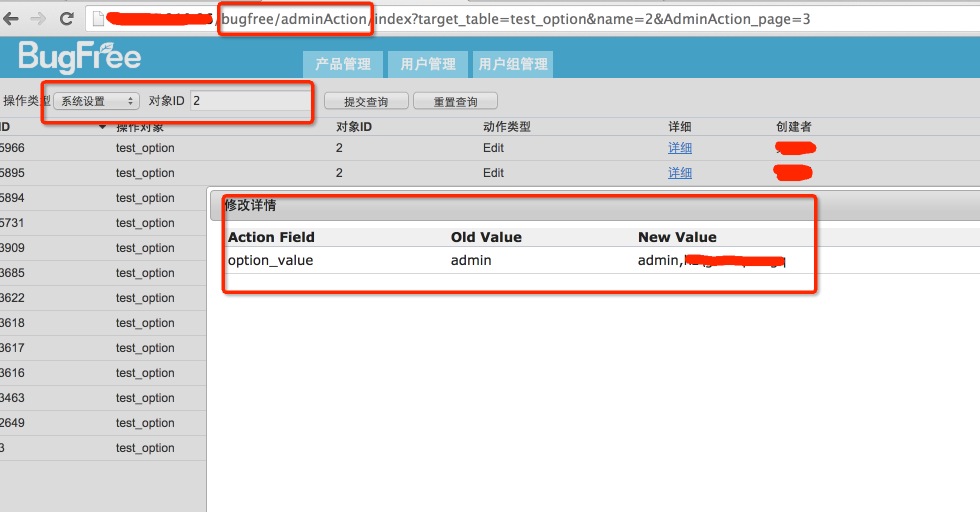 /bugfree/adminAction/index?target_table=test_option&name=2&AdminAction_page=3
BugFree
产品管理 用户管理 用户组管理
操作类型 系统设置 对象ID 2 提交查询 重置查询
ID 操作对象 对象ID 动作类型 详细 创建者
5966 test_option 2 Edit 详细
5895 test_option 2 Edit 详细
5894 test_option
修改详情
5731 test_option
Action Field Old Value New Value
3909 test_option
option_value admin admin,
3685 test_option
3622 test_option
3618 test_option
3617 test_option
3616 test_option
3463 test_option
2649 test_option
3 test_option